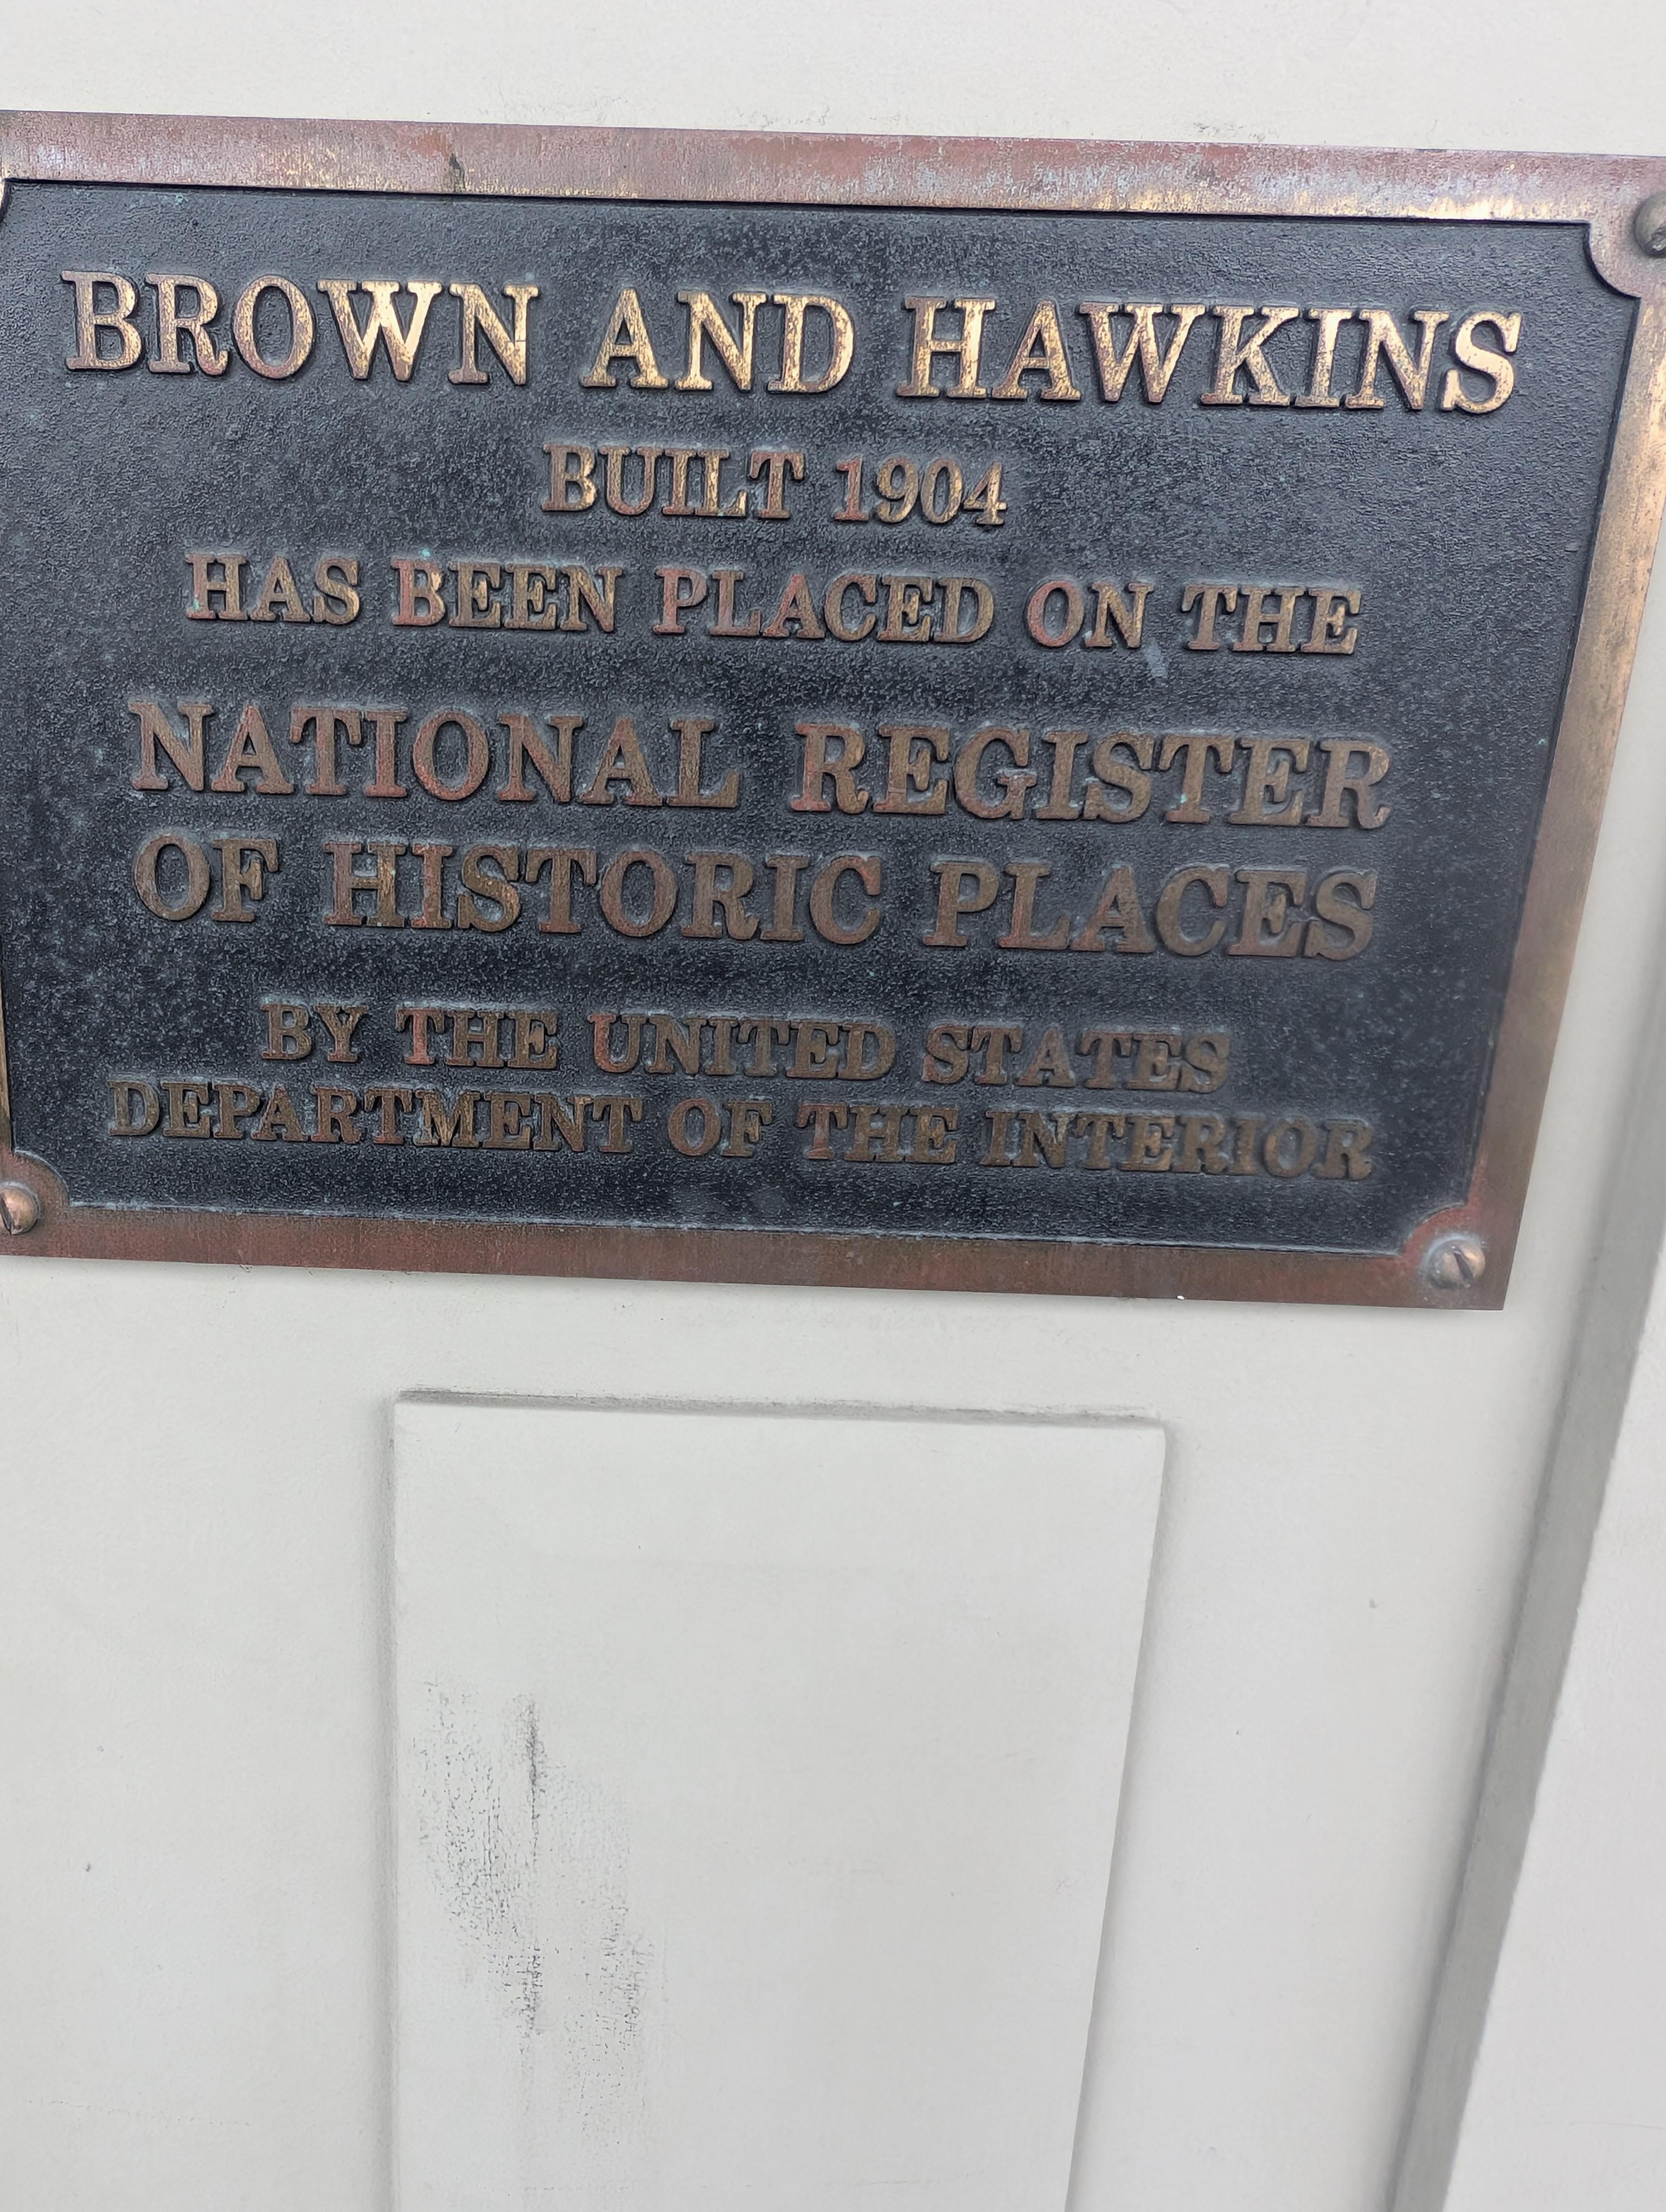 BROWN AND HAWKINS
BUILT 1904
HAS BEEN PLACED ON THE
NATIONAL REGISTER
OF HISTORIC PLACES
BY THE UNITED STATES
DEPARTMENT OF THE INTERIOR